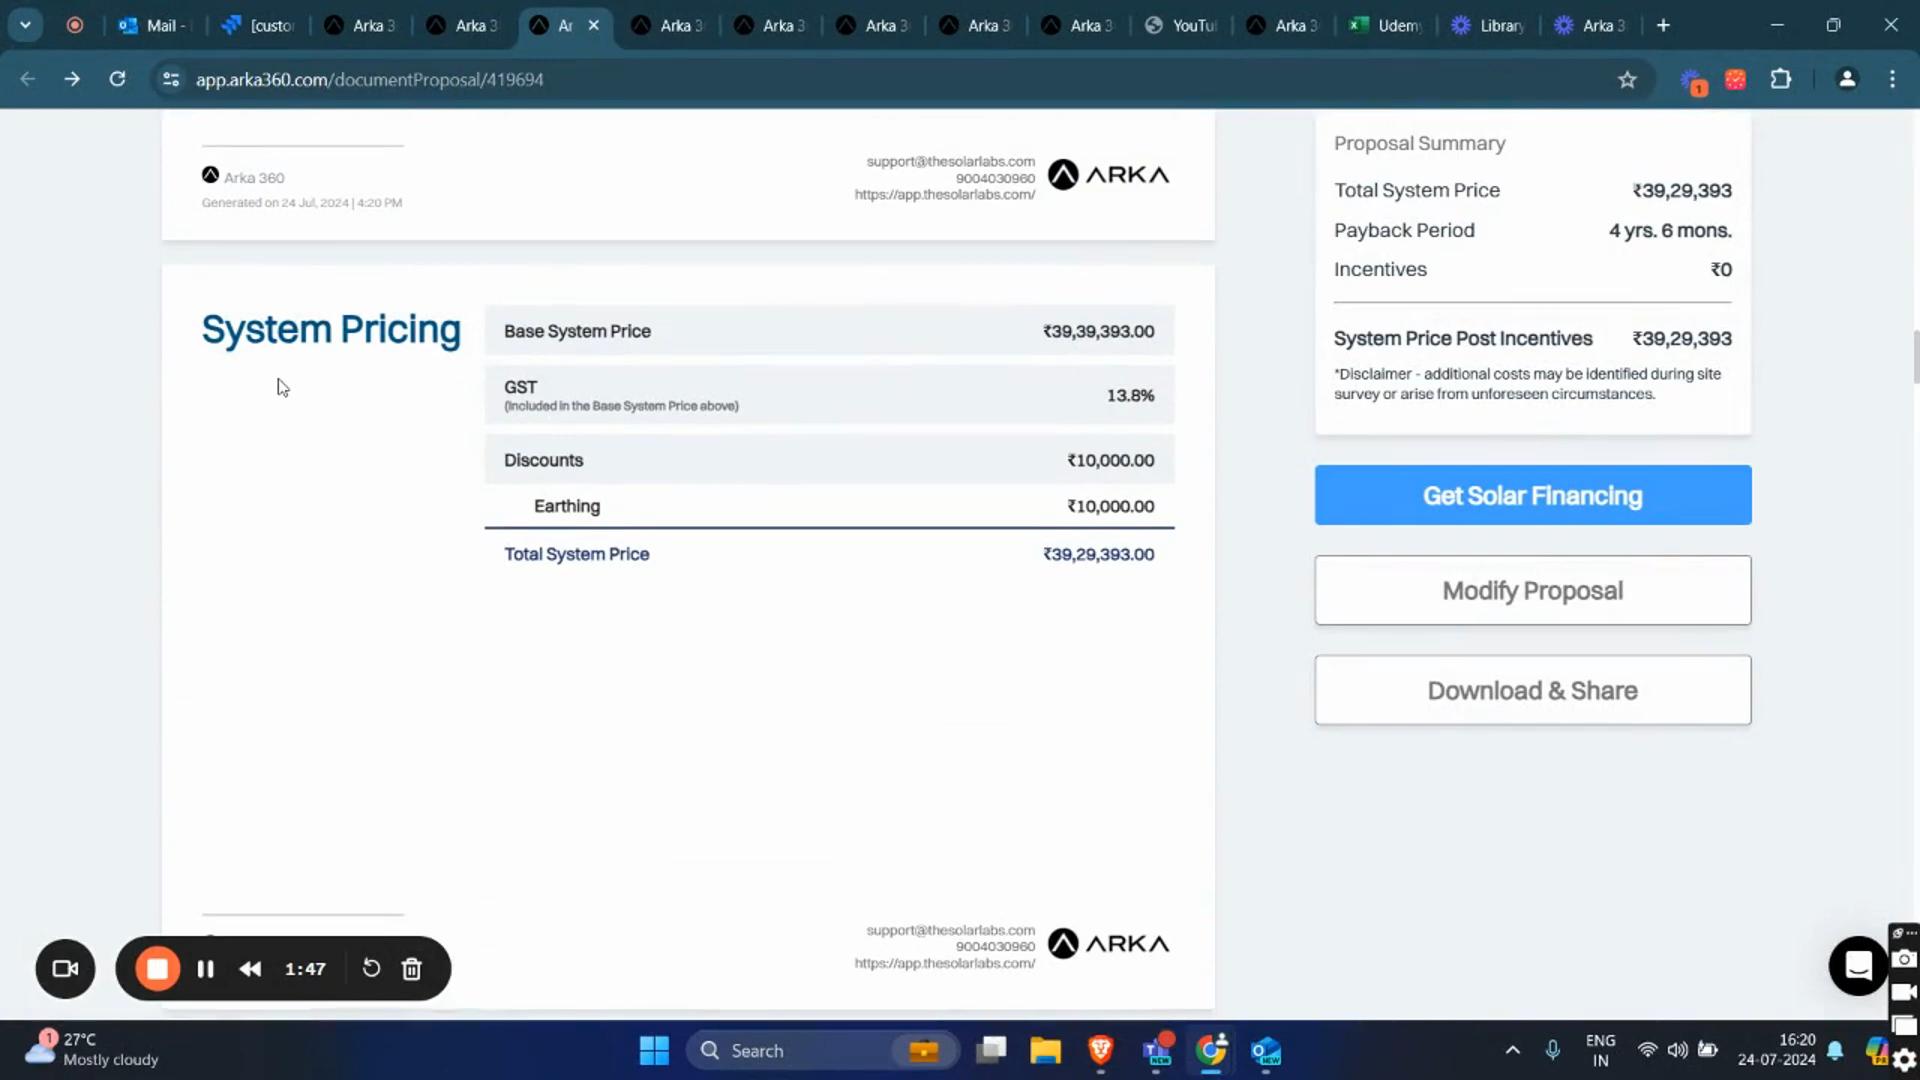 Mail -
[custo
Arka 3
Arka 3
Ar
Arka 3
Arka 3
Arka 3
Arka 3
Arka 3
YouTu
Arka 3
Udemy
Library
Arka 3
app.arka360.com/documentProposal/419694
1
Arka 360
Generated on 24 Jul, 2024 | 4:20 PM
support@thesolarlabs.com
9004030960
https://app.thesolarlabs.com/
ARKA
System Pricing
Base System Price ₹39,39,393.00
GST 13.8%
(Included in the Base System Price above)
Discounts ₹10,000.00
Earthing ₹10,000.00
Total System Price ₹39,29,393.00
support@thesolarlabs.com
9004030960
https://app.thesolarlabs.com/
ARKA
Proposal Summary
Total System Price ₹39,29,393
Payback Period 4 yrs. 6 mons.
Incentives ₹0
System Price Post Incentives ₹39,29,393
*Disclaimer - additional costs may be identified during site
survey or arise from unforeseen circumstances.
Get Solar Financing
Modify Proposal
Download & Share
1:47
1
27°C
Mostly cloudy
Search
NEW
NEW
ENG
IN
16:20
24-07-2024
PRE